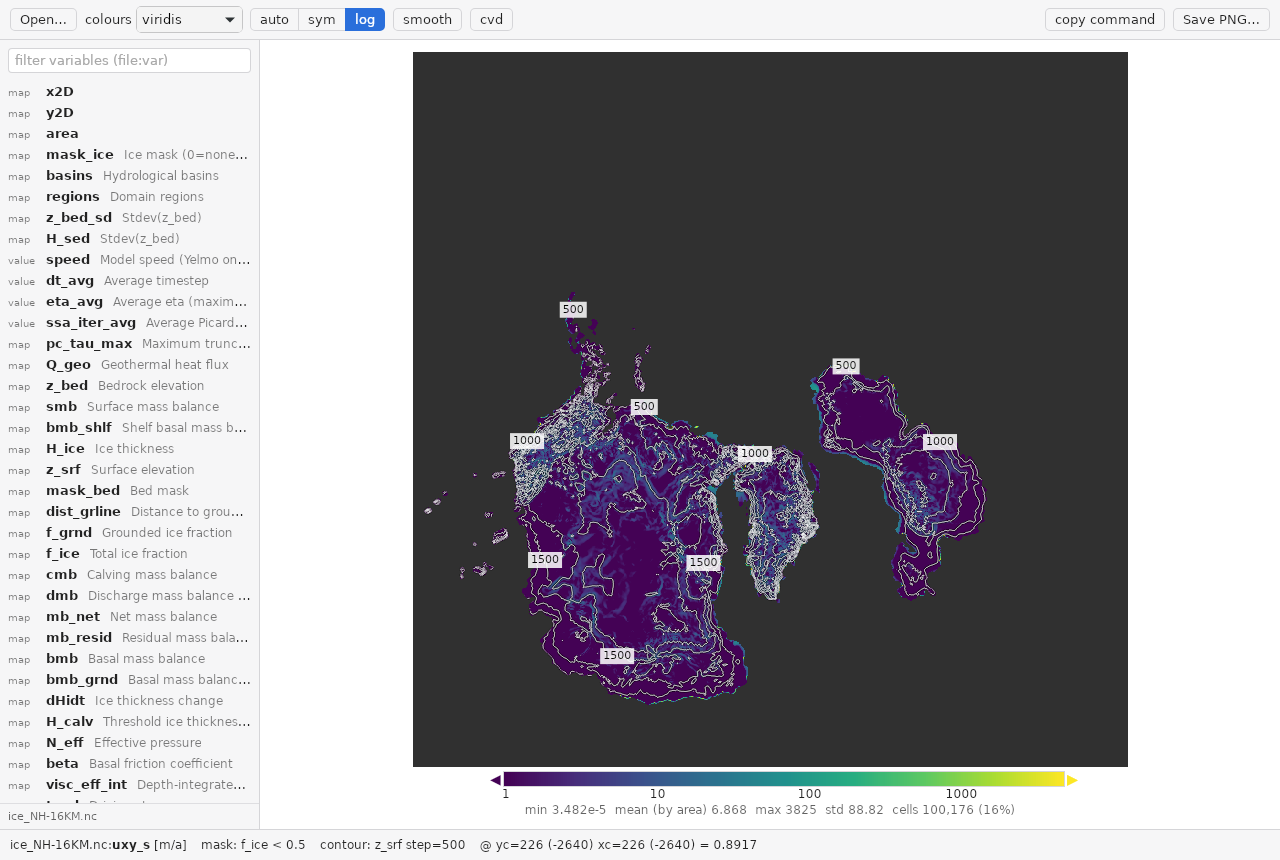 Open... colours viridis auto sym log smooth cvd copy command Save PNG...
filter variables (file:var)
map x2D
map y2D
map area
map mask_ice Ice mask (0=none...
map basins Hydrological basins
map regions Domain regions
map z_bed_sd Stdev(z_bed)
map H_sed Stdev(z_bed)
value speed Model speed (Yelmo on...
value dt_avg Average timestep
value eta_avg Average eta (maxim...
value ssa_iter_avg Average Picard...
map pc_tau_max Maximum trunc...
map Q_geo Geothermal heat flux
map z_bed Bedrock elevation
map smb Surface mass balance
map bmb_shlf Shelf basal mass b...
map H_ice Ice thickness
map z_srf Surface elevation
map mask_bed Bed mask
map dist_grline Distance to grou...
map f_grnd Grounded ice fraction
map f_ice Total ice fraction
map cmb Calving mass balance
map dmb Discharge mass balance ...
map mb_net Net mass balance
map mb_resid Residual mass bala...
map bmb Basal mass balance
map bmb_grnd Basal mass balanc...
map dHidt Ice thickness change
map H_calv Threshold ice thicknes...
map N_eff Effective pressure
map beta Basal friction coefficient
map visc_eff_int Depth-integrate...
ice_NH-16KM.nc
500
500
500
1000
1000
1000
1500
1500
1500
1 10 100 1000
min 3.482e-5 mean (by area) 6.868 max 3825 std 88.82 cells 100,176 (16%)
ice_NH-16KM.nc:uxy_s [m/a] mask: f_ice < 0.5 contour: z_srf step=500 @ yc=226 (-2640) xc=226 (-2640) = 0.8917